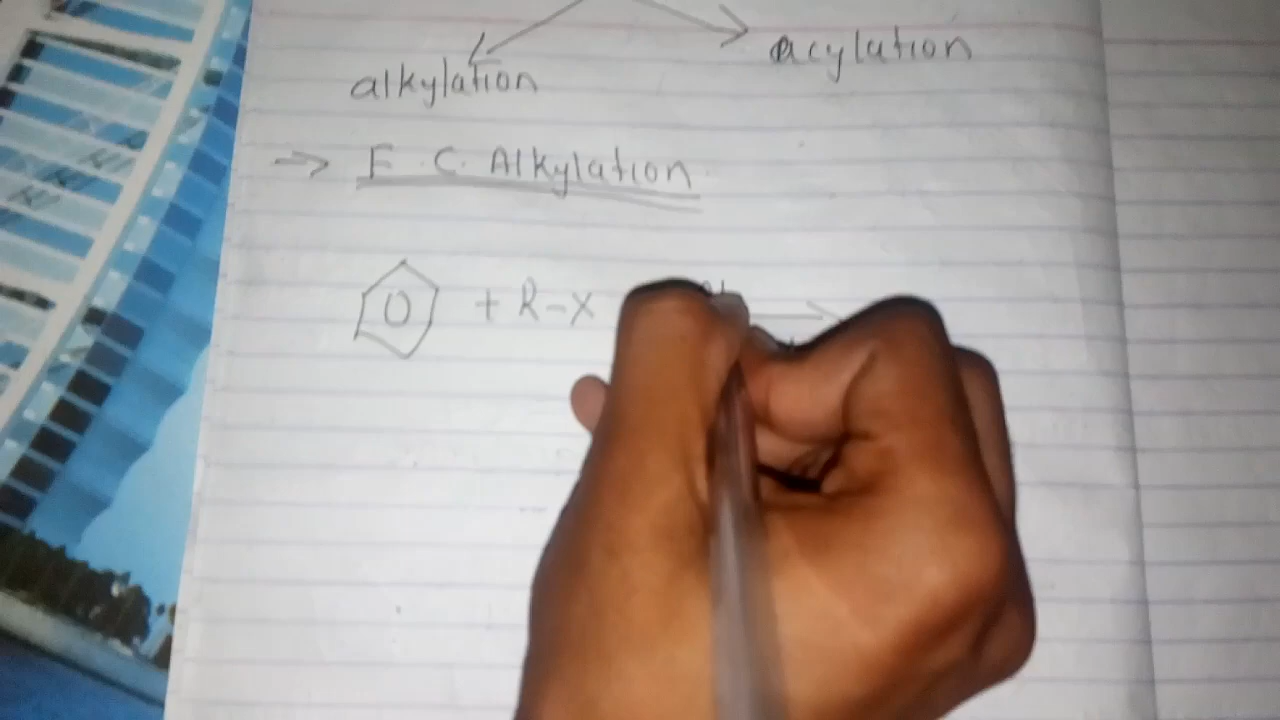 acylation
alkylation
→ F. C. Alkylation
+ R-X